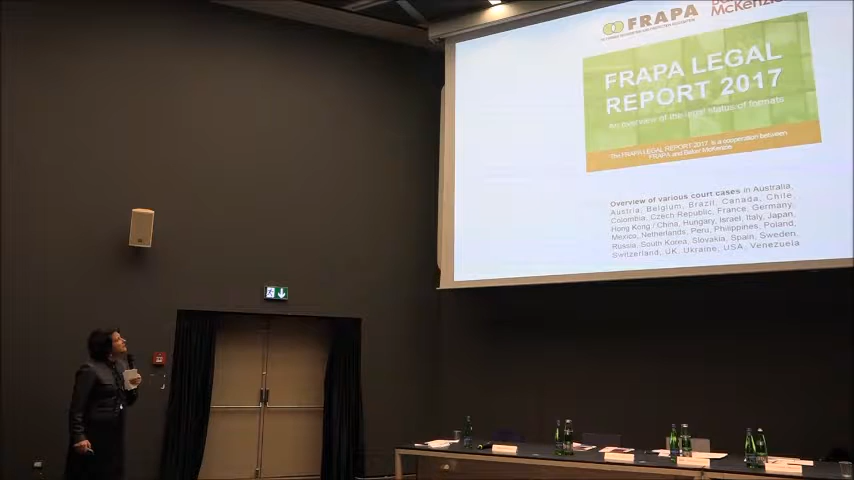 FRAPA
McKenzie
FRAPA LEGAL
REPORT 2017
An overview of the legal status of formats
The FRAPA LEGAL REPORT 2017 is a cooperation between
FRAPA and Baker McKenzie
Overview of various court cases in Australia,
Austria, Belgium, Brazil, Canada, Chile,
Colombia, Czech Republic, France, Germany,
Hong Kong / China, Hungary, Israel, Italy, Japan,
Mexico, Netherlands, Peru, Philippines, Poland,
Russia, South Korea, Slovakia, Spain, Sweden,
Switzerland, UK, Ukraine, USA, Venezuela